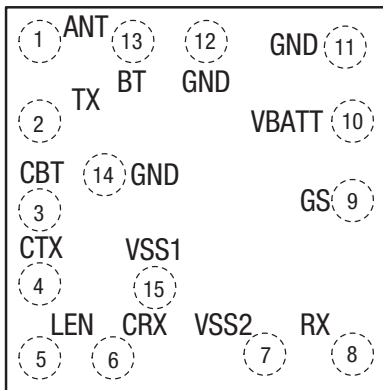 1 ANT 13 12 GND 11
BT GND
TX
2 VBATT 10
CBT 14 GND
3 GS 9
CTX VSS1
4 15
LEN CRX VSS2 RX
5 6 7 8